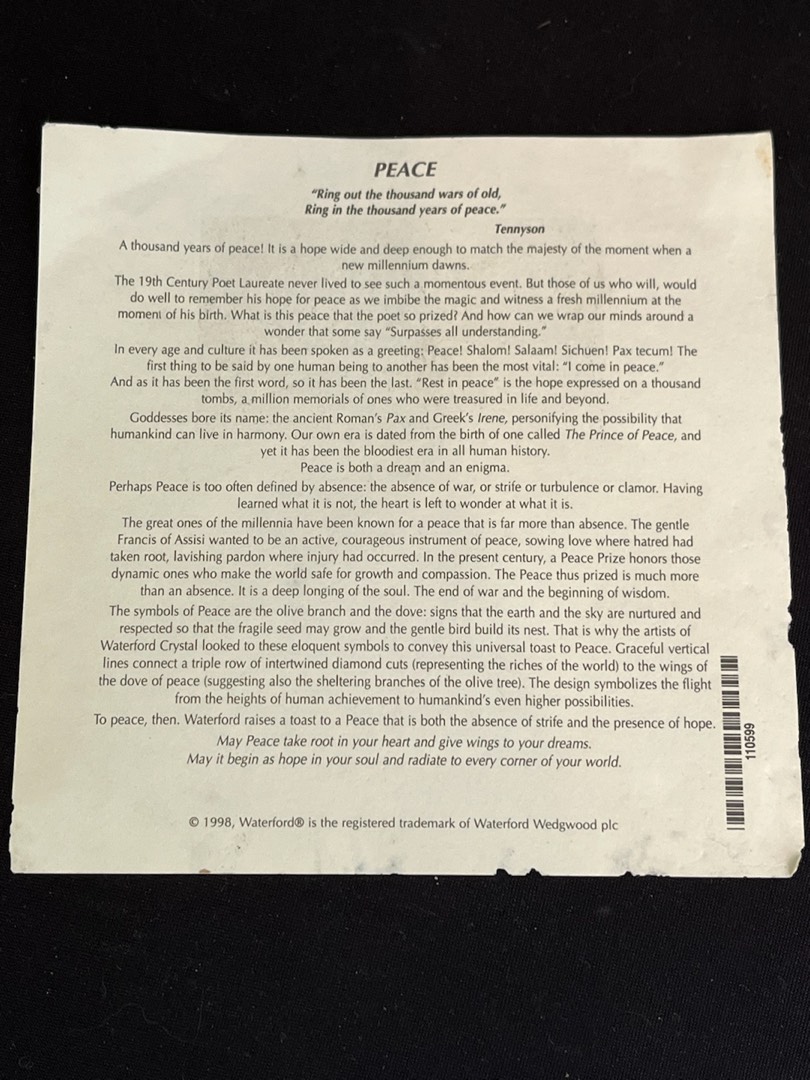 PEACE
“Ring out the thousand wars of old,
Ring in the thousand years of peace.”
Tennyson
A thousand years of peace! It is a hope wide and deep enough to match the majesty of the moment when a
new millennium dawns.
The 19th Century Poet Laureate never lived to see such a momentous event. But those of us who will, would
do well to remember his hope for peace as we imbibe the magic and witness a fresh millennium at the
moment of his birth. What is this peace that the poet so prized? And how can we wrap our minds around a
wonder that some say “Surpasses all understanding.”
In every age and culture it has been spoken as a greeting: Peace! Shalom! Salaam! Sichuen! Pax tecum! The
first thing to be said by one human being to another has been the most vital: “I come in peace.”
And as it has been the first word, so it has been the last. “Rest in peace” is the hope expressed on a thousand
tombs, a million memorials of ones who were treasured in life and beyond.
Goddesses bore its name: the ancient Roman’s Pax and Greek’s Irene, personifying the possibility that
humankind can live in harmony. Our own era is dated from the birth of one called The Prince of Peace, and
yet it has been the bloodiest era in all human history.
Peace is both a dream and an enigma.
Perhaps Peace is too often defined by absence: the absence of war, or strife or turbulence or clamor. Having
learned what it is not, the heart is left to wonder at what it is.
The great ones of the millennia have been known for a peace that is far more than absence. The gentle
Francis of Assisi wanted to be an active, courageous instrument of peace, sowing love where hatred had
taken root, lavishing pardon where injury had occurred. In the present century, a Peace Prize honors those
dynamic ones who make the world safe for growth and compassion. The Peace thus prized is much more
than an absence. It is a deep longing of the soul. The end of war and the beginning of wisdom.
The symbols of Peace are the olive branch and the dove: signs that the earth and the sky are nurtured and
respected so that the fragile seed may grow and the gentle bird build its nest. That is why the artists of
Waterford Crystal looked to these eloquent symbols to convey this universal toast to Peace. Graceful vertical
lines connect a triple row of intertwined diamond cuts (representing the riches of the world) to the wings of
the dove of peace (suggesting also the sheltering branches of the olive tree). The design symbolizes the flight
from the heights of human achievement to humankind’s even higher possibilities.
To peace, then. Waterford raises a toast to a Peace that is both the absence of strife and the presence of hope.
May Peace take root in your heart and give wings to your dreams.
May it begin as hope in your soul and radiate to every corner of your world.
110599
© 1998, Waterford® is the registered trademark of Waterford Wedgwood plc